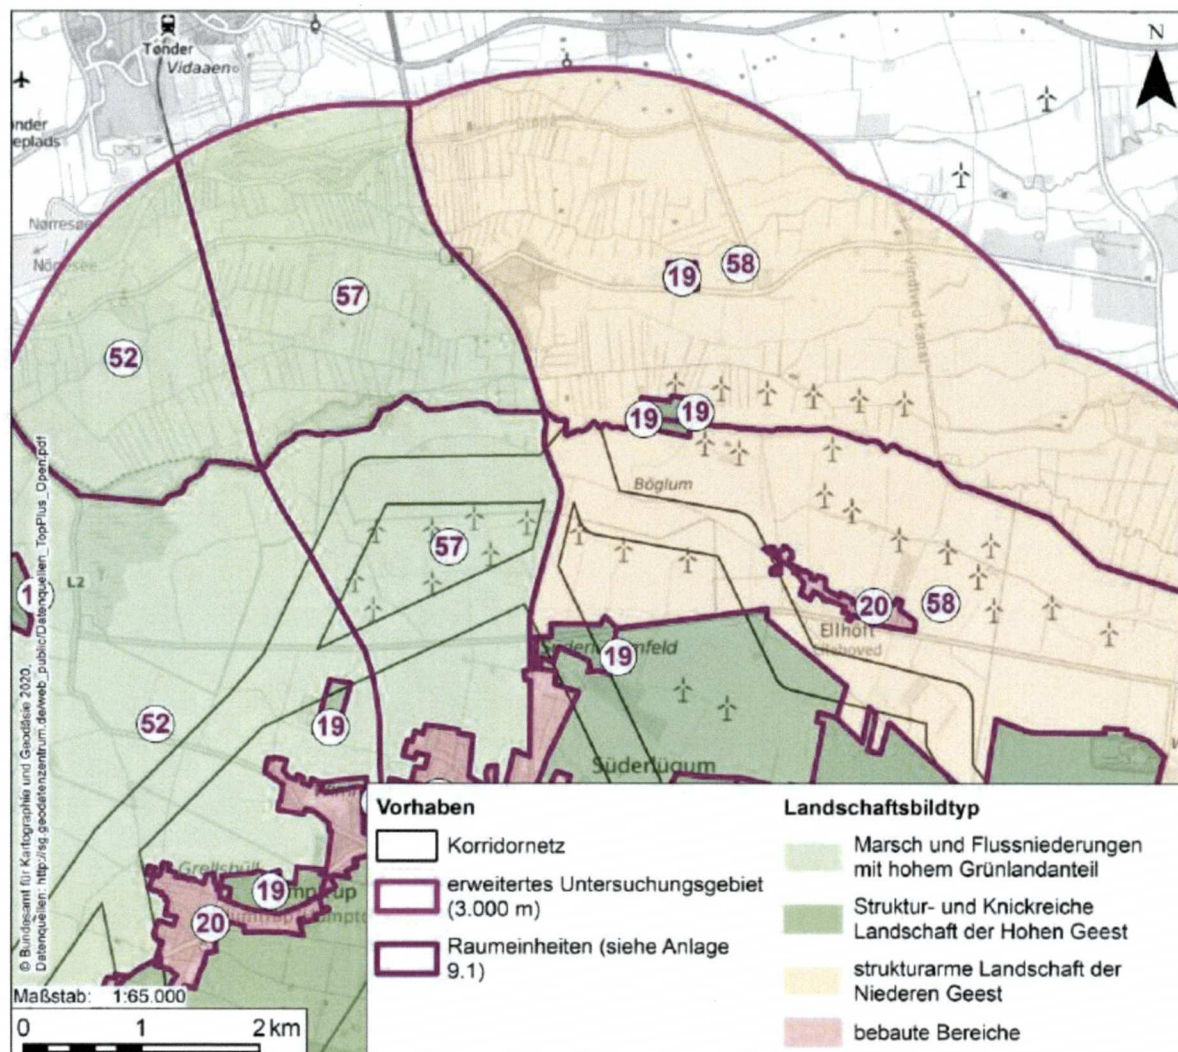 N
Tønder
Vidaaen
Nørresø
57
58
19
52
19
19
Vindtved Kanal
Böglum
57
L2
20
58
Ellhöft
19
52
19
Süderlügum
19
20
Vorhaben
Korridornetz
erweitertes Untersuchungsgebiet
(3.000 m)
Raumeinheiten (siehe Anlage
9.1)
Landschaftsbildtyp
Marsch und Flussniederungen
mit hohem Grünlandanteil
Struktur- und Knickreiche
Landschaft der Hohen Geest
strukturarme Landschaft der
Niederen Geest
bebaute Bereiche
© Bundesamt für Kartographie und Geodäsie 2020,
Datenquellen: http://sg.geodatenzentrum.de/web_public/Datenquellen_TopPlus_Open.pdf
Maßstab: 1:65.000
0 1 2 km